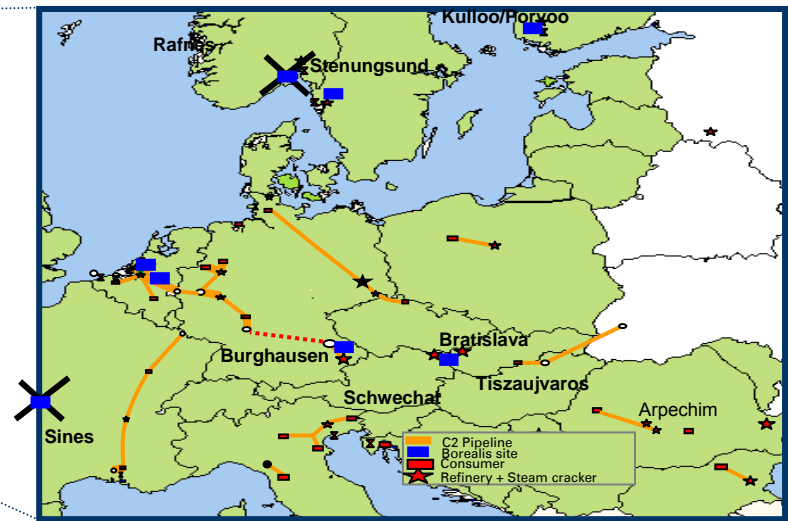 Kulloo/Porvoo
Rafnes
Stenungsund
Burghausen
Bratislava
Tiszaujvaros
Schwechat
Arpechim
Sines
C2 Pipeline
Borealis site
Consumer
Refinery + Steam cracker